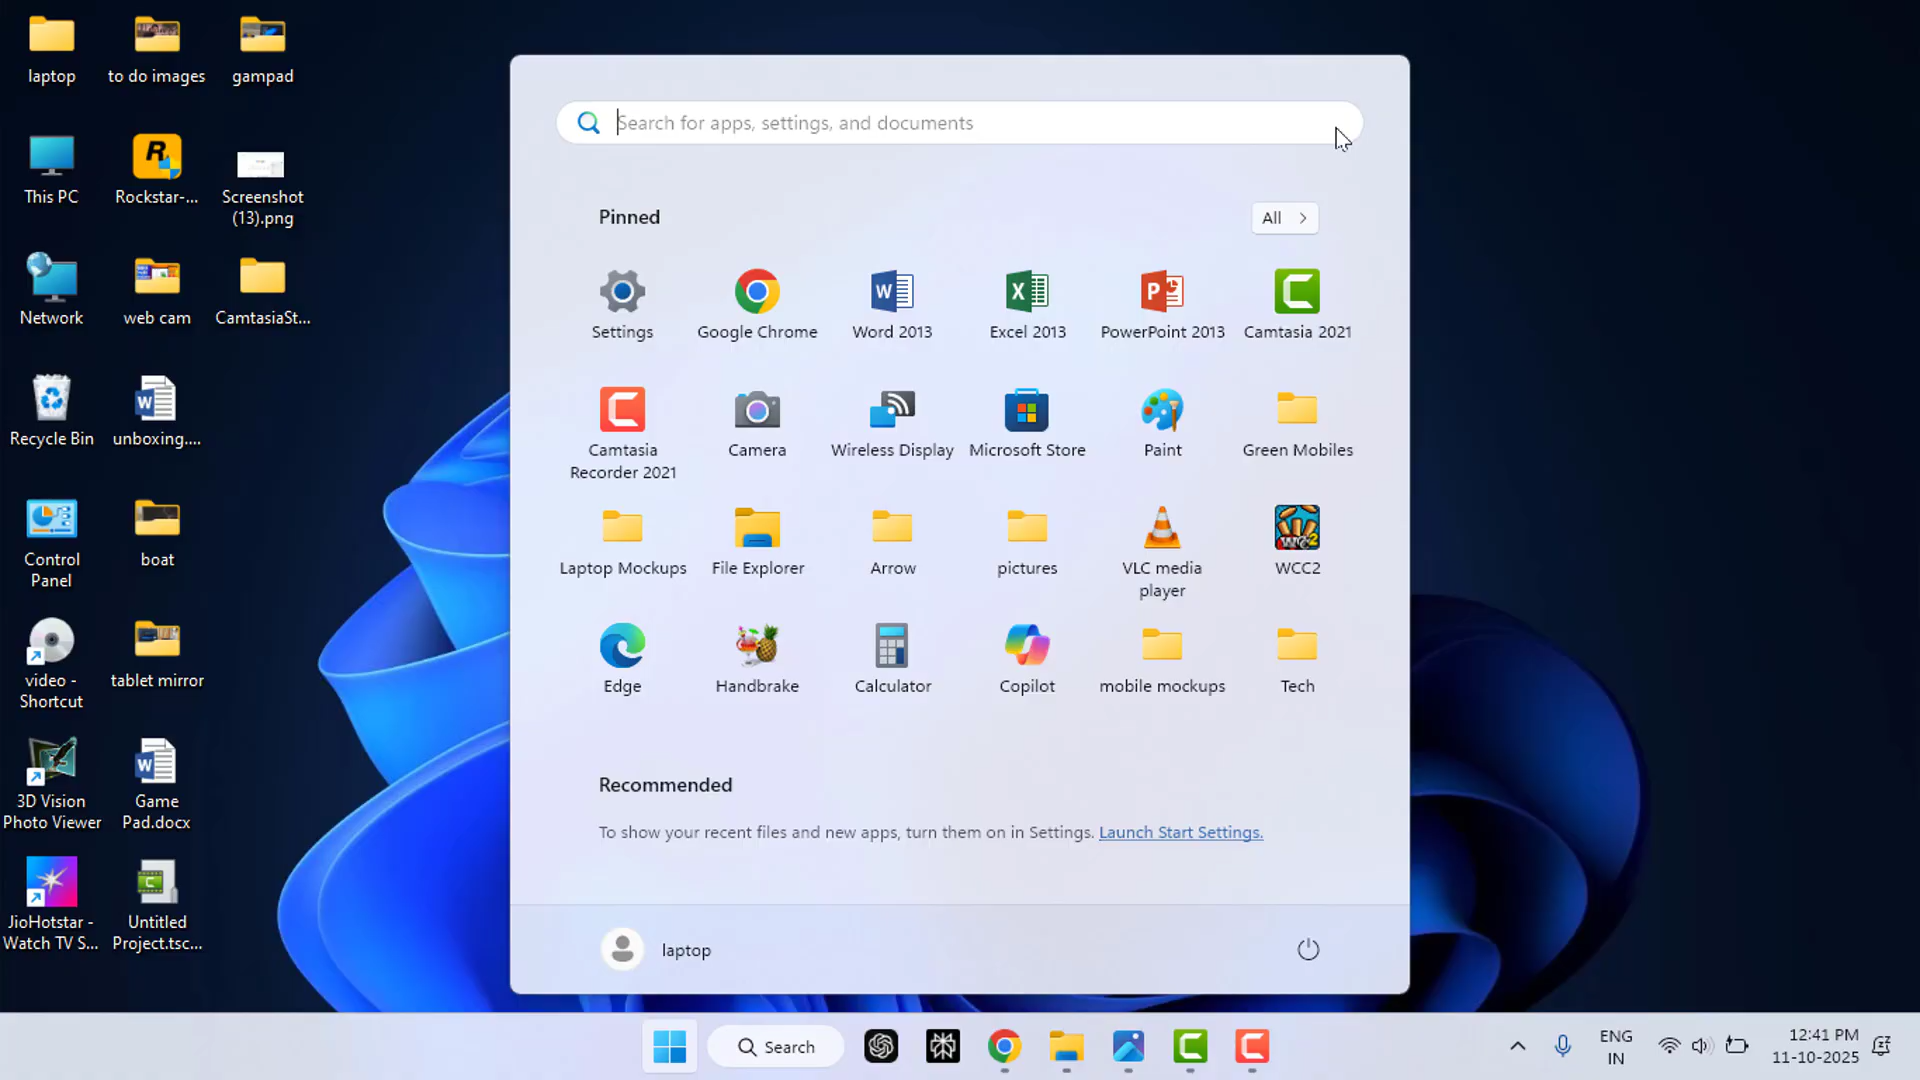 laptop
to do images
gampad
This PC
Rockstar-...
Screenshot
(13).png
Network
web cam
CamtasiaSt...
Recycle Bin
unboxing....
Control
Panel
boat
video -
Shortcut
tablet mirror
3D Vision
Photo Viewer
Game
Pad.docx
JioHotstar -
Watch TV S...
Untitled
Project.tsc...
Search for apps, settings, and documents
Pinned
All
Settings
Google Chrome
Word 2013
Excel 2013
PowerPoint 2013
Camtasia 2021
Camtasia
Recorder 2021
Camera
Wireless Display
Microsoft Store
Paint
Green Mobiles
Laptop Mockups
File Explorer
Arrow
pictures
VLC media
player
WCC2
Edge
Handbrake
Calculator
Copilot
mobile mockups
Tech
Recommended
To show your recent files and new apps, turn them on in Settings. Launch Start Settings.
laptop
Search
ENG
IN
12:41 PM
11-10-2025